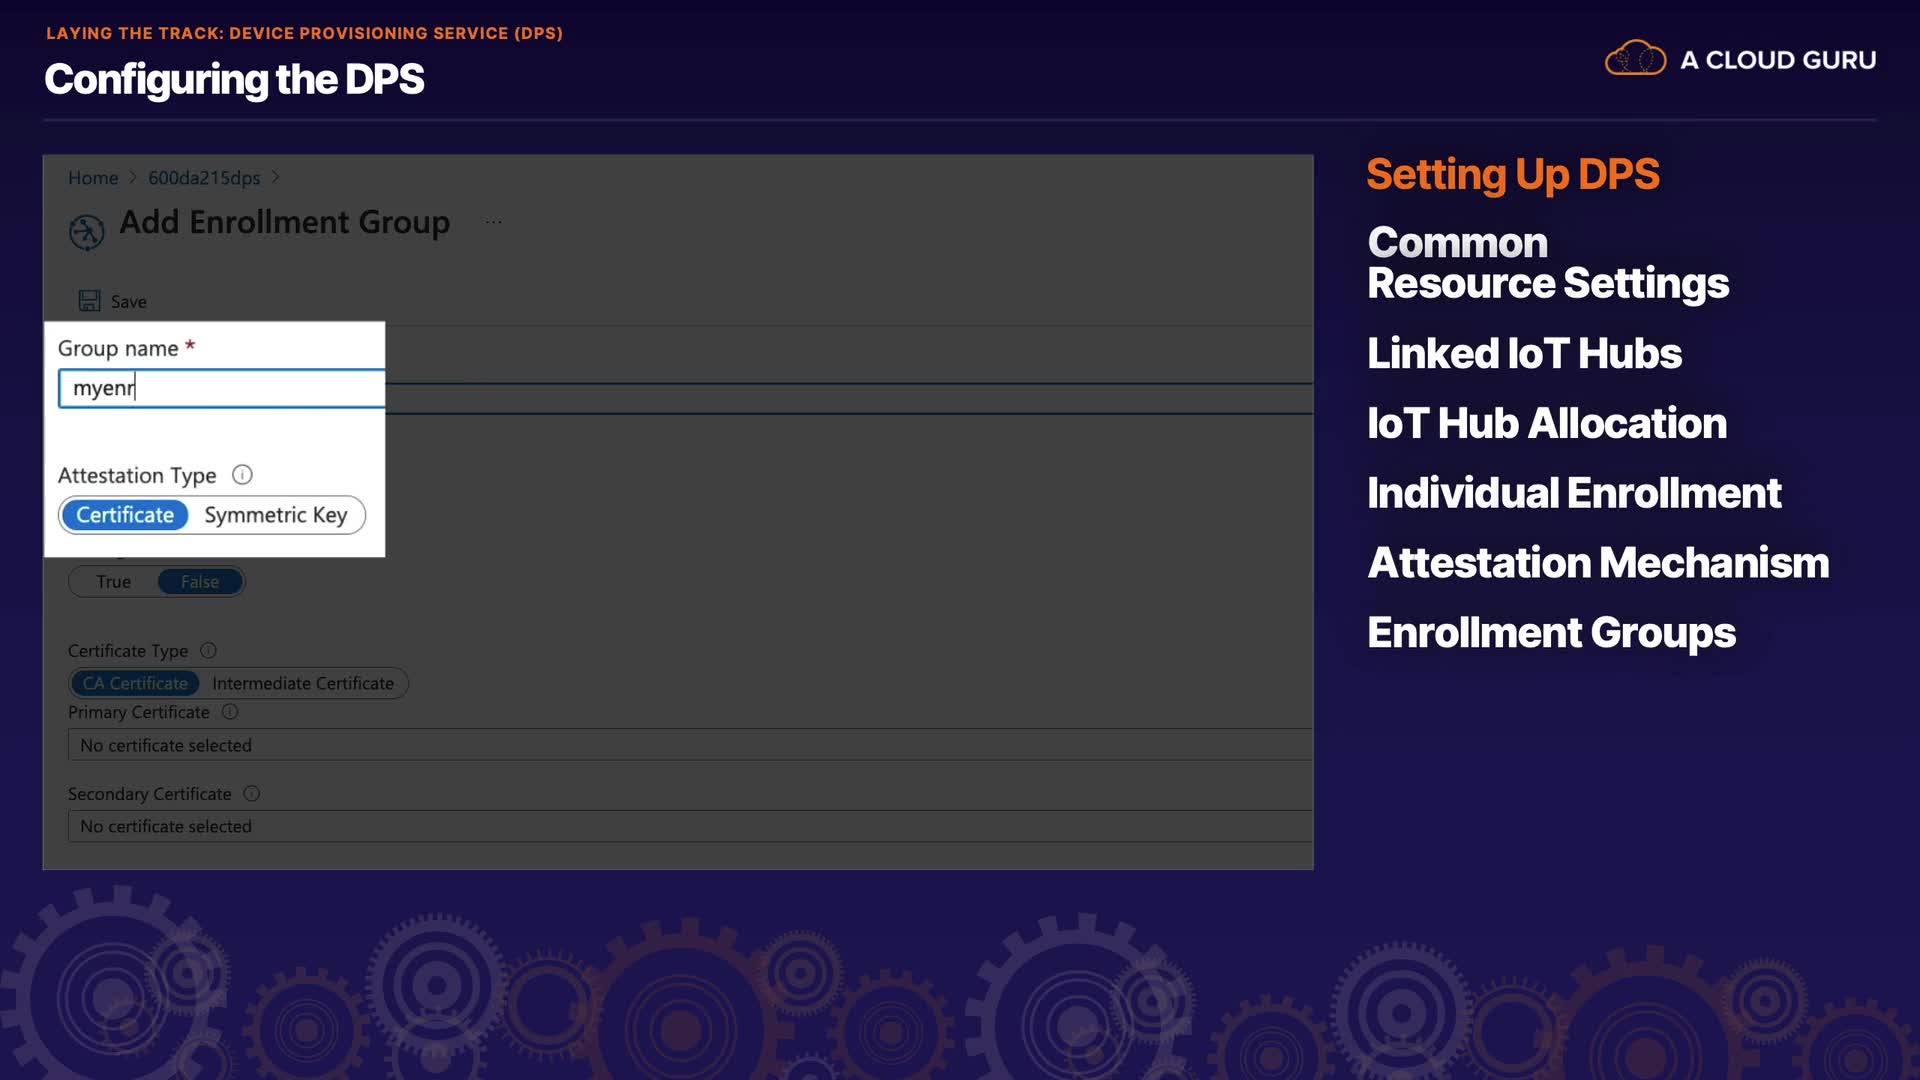 LAYING THE TRACK: DEVICE PROVISIONING SERVICE (DPS)
Configuring the DPS
A CLOUD GURU
Home > 600da215dps >
Add Enrollment Group ...
Save
Group name *
myenr
Attestation Type
Certificate Symmetric Key
True False
Certificate Type
CA Certificate Intermediate Certificate
Primary Certificate
No certificate selected
Secondary Certificate
No certificate selected
Setting Up DPS
Common
Resource Settings
Linked IoT Hubs
IoT Hub Allocation
Individual Enrollment
Attestation Mechanism
Enrollment Groups